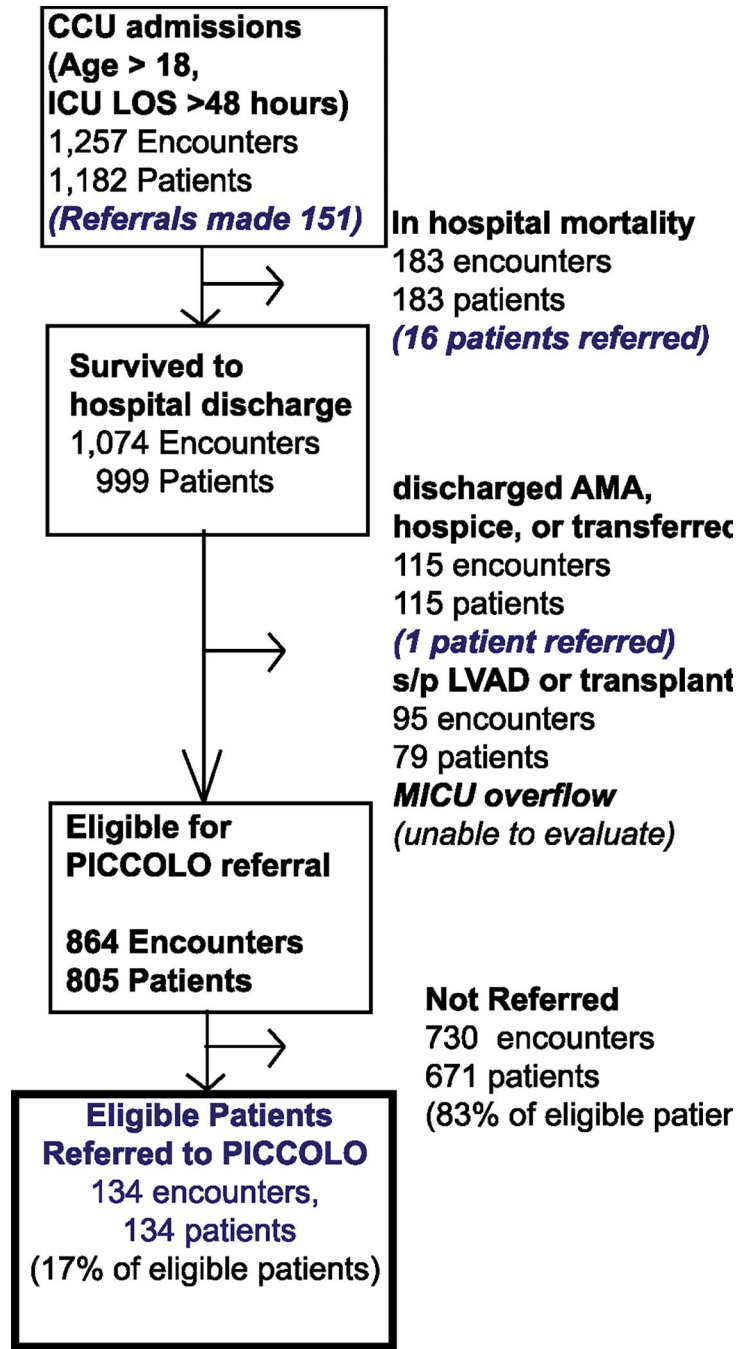 CCU admissions
(Age > 18,
ICU LOS >48 hours)
1,257 Encounters
1,182 Patients
(Referrals made 151)
In hospital mortality
183 encounters
183 patients
(16 patients referred)
Survived to
hospital discharge
1,074 Encounters
999 Patients
discharged AMA,
hospice, or transferred
115 encounters
115 patients
(1 patient referred)
s/p LVAD or transplant
95 encounters
79 patients
MICU overflow
(unable to evaluate)
Eligible for
PICCOLO referral
864 Encounters
805 Patients
Not Referred
730 encounters
671 patients
(83% of eligible patier
Eligible Patients
Referred to PICCOLO
134 encounters,
134 patients
(17% of eligible patients)